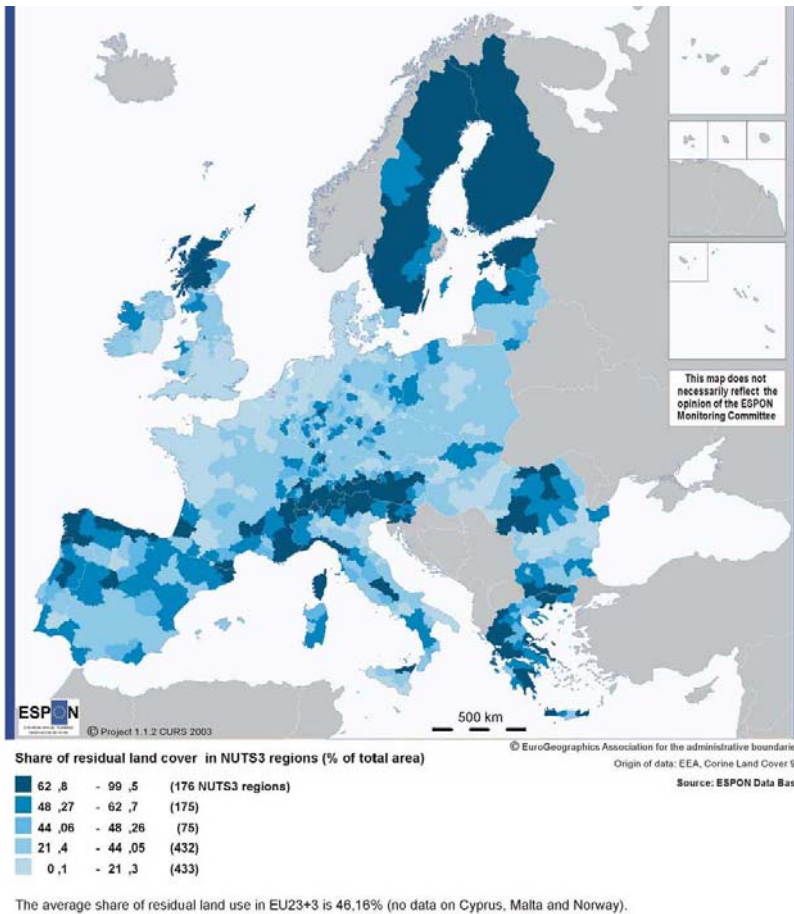 This map does not
necessarily reflect the
opinion of the ESPON
Monitoring Committee
ESPON
© Project 1.1.2 CURS 2003
500 km
© EuroGeographics Association for the administrative boundarie
Origin of data: EEA, Corine Land Cover 9
Source: ESPON Data Bas
Share of residual land cover in NUTS3 regions (% of total area)
62 ,8 - 99 ,5 (176 NUTS3 regions)
48 ,27 - 62 ,7 (175)
44 ,06 - 48 ,26 (75)
21 ,4 - 44 ,05 (432)
0 ,1 - 21 ,3 (433)
The average share of residual land use in EU23+3 is 46,16% (no data on Cyprus, Malta and Norway).